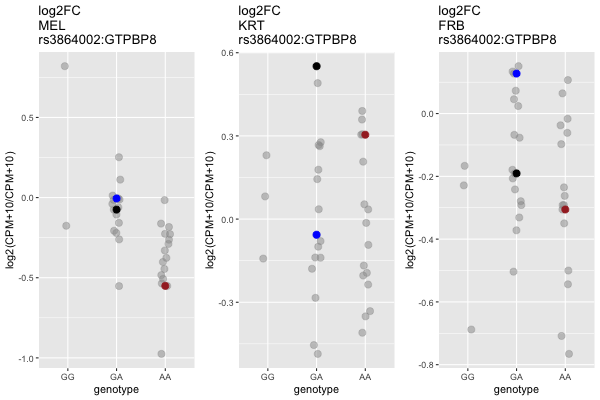 log2FC
MEL
rs3864002:GTPBP8
log2(CPM+10/CPM+10)
0.5
0.0
-0.5
-1.0
GG
GA
AA
genotype
log2FC
KRT
rs3864002:GTPBP8
log2(CPM+10/CPM+10)
0.6
0.3
0.0
-0.3
GG
GA
AA
genotype
log2FC
FRB
rs3864002:GTPBP8
log2(CPM+10/CPM+10)
0.0
-0.2
-0.4
-0.6
-0.8
GG
GA
AA
genotype